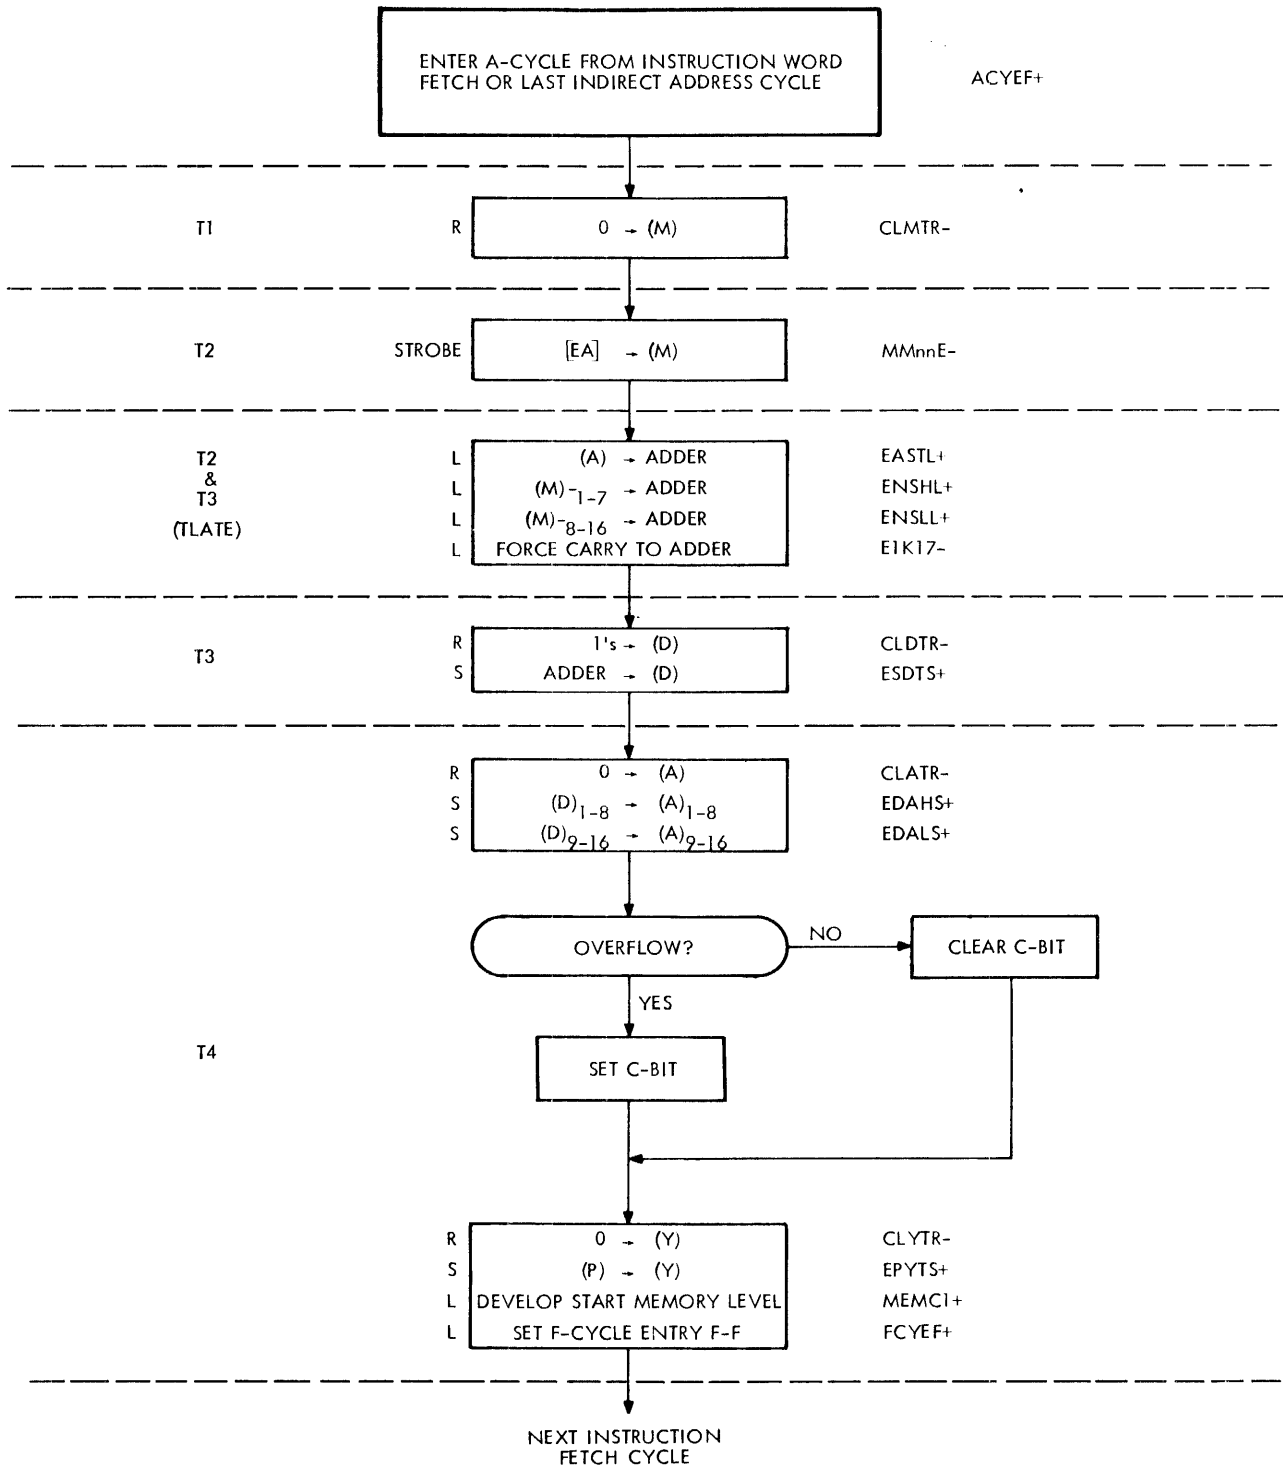 ENTER A-CYCLE FROM INSTRUCTION WORD
FETCH OR LAST INDIRECT ADDRESS CYCLE
ACYEF+
T1 R 0 → (M) CLMTR-
T2 STROBE [EA] → (M) MMnnE-
T2
&
T3
(TLATE)
L (A) → ADDER EASTL+
L (M)-1-7 → ADDER ENSHL+
L (M)-8-16 → ADDER ENSLL+
L FORCE CARRY TO ADDER E1K17-
T3
R 1's → (D) CLDTR-
S ADDER → (D) ESDTS+
R 0 → (A) CLATR-
S (D)1-8 → (A)1-8 EDAHS+
S (D)9-16 → (A)9-16 EDALS+
OVERFLOW?
NO
CLEAR C-BIT
YES
T4
SET C-BIT
R 0 → (Y) CLYTR-
S (P) → (Y) EPYTS+
L DEVELOP START MEMORY LEVEL MEMC1+
L SET F-CYCLE ENTRY F-F FCYEF+
NEXT INSTRUCTION
FETCH CYCLE